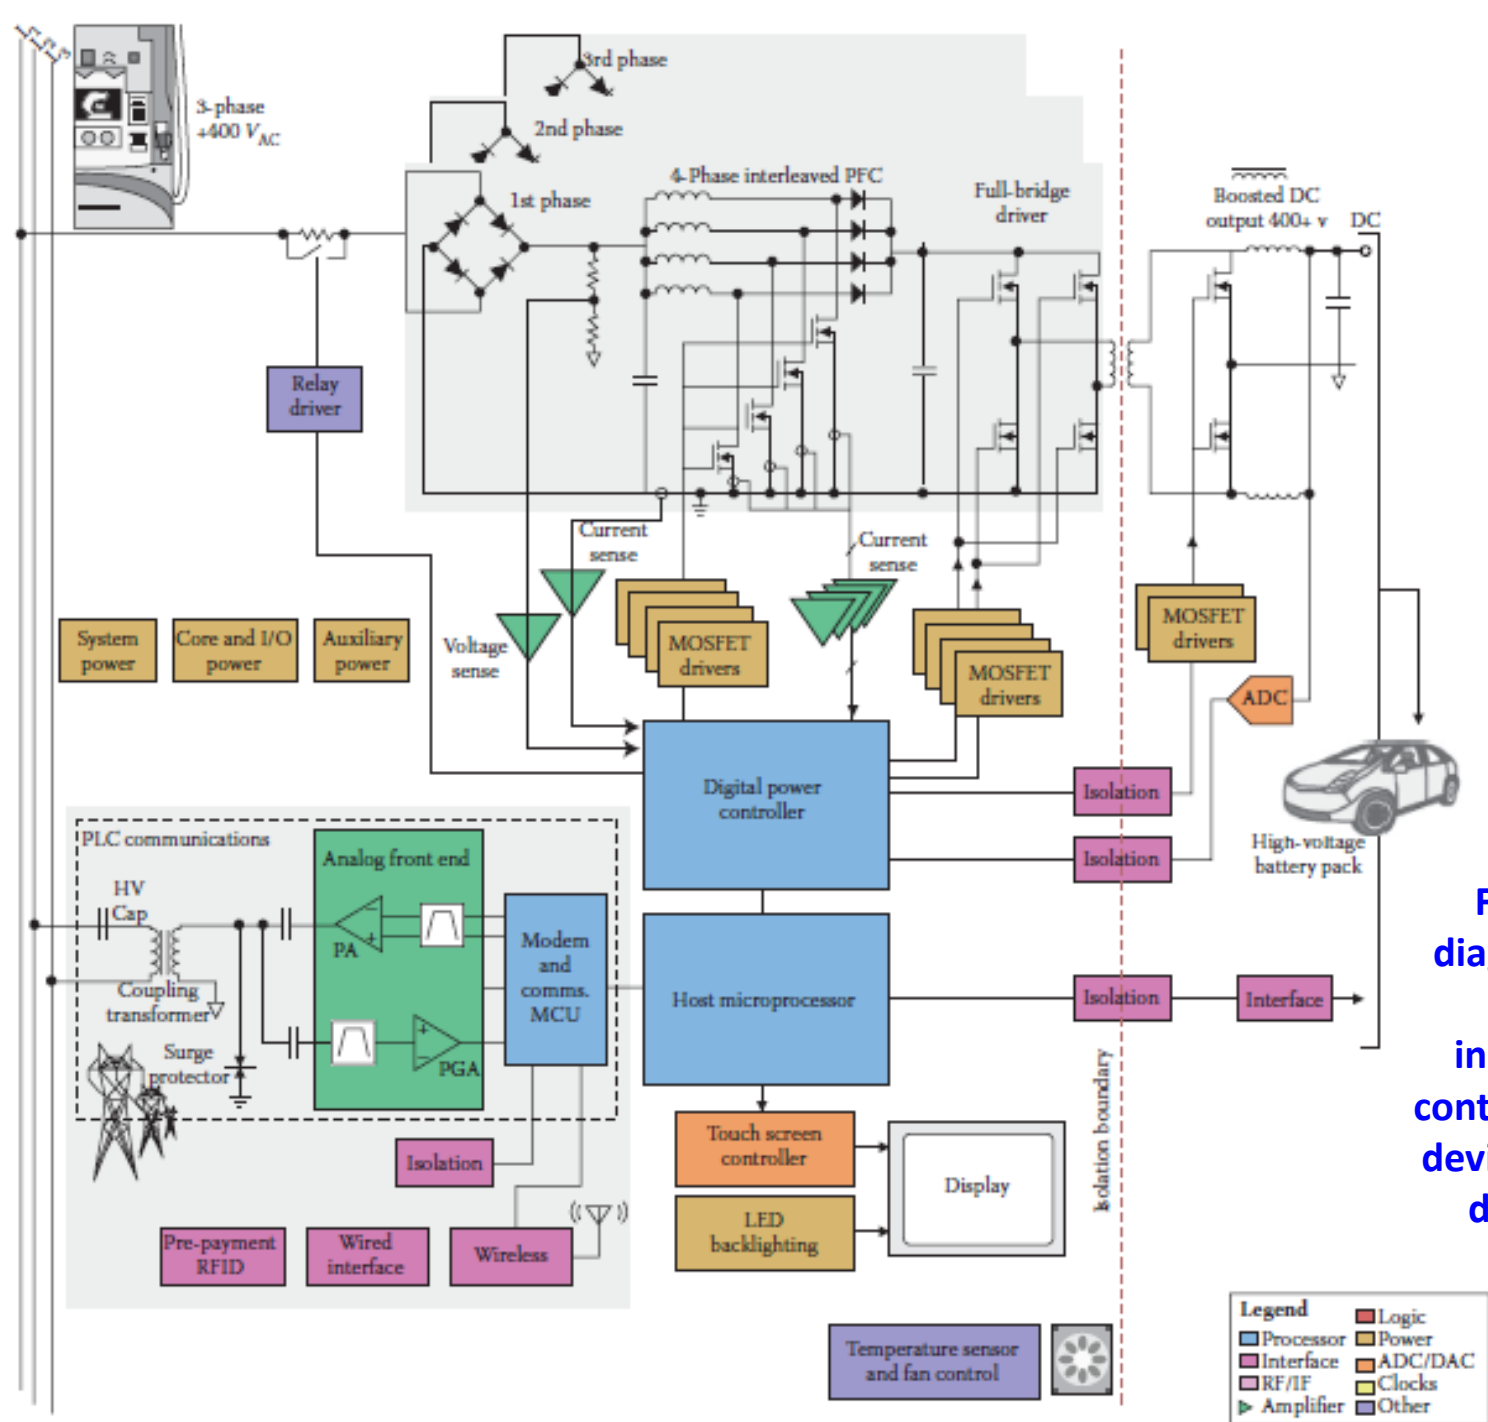 3-phase
+400 VAC
3rd phase
2nd phase
1st phase
4-Phase interleaved PFC
Full-bridge
driver
Boosted DC
output 400+ v
DC
Relay
driver
Current
sense
Current
sense
Voltage
sense
System
power
Core and I/O
power
Auxiliary
power
MOSFET
drivers
MOSFET
drivers
MOSFET
drivers
ADC
Digital power
controller
Isolation
Isolation
High-voltage
battery pack
PLC communications
Analog front end
HV
Cap
PA
Coupling
transformer
Surge
protector
PGA
Modem
and
comms.
MCU
Host microprocessor
Isolation
Interface
Isolation boundary
Touch screen
controller
Display
LED
backlighting
Isolation
Pre-payment
RFID
Wired
interface
Wireless
Temperature sensor
and fan control
Legend
Processor
Interface
RF/IF
Amplifier
Logic
Power
ADC/DAC
Clocks
Other